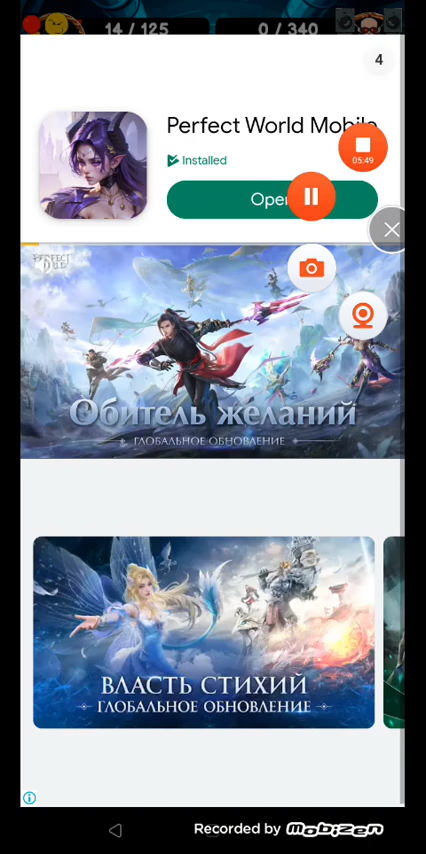 14 / 125
0 / 340
4
Perfect World Mobile
Installed
05:49
Open
PERFECT
Обитель желаний
ГЛОБАЛЬНОЕ ОБНОВЛЕНИЕ
ВЛАСТЬ СТИХИЙ
ГЛОБАЛЬНОЕ ОБНОВЛЕНИЕ
Recorded by MOBIZEN